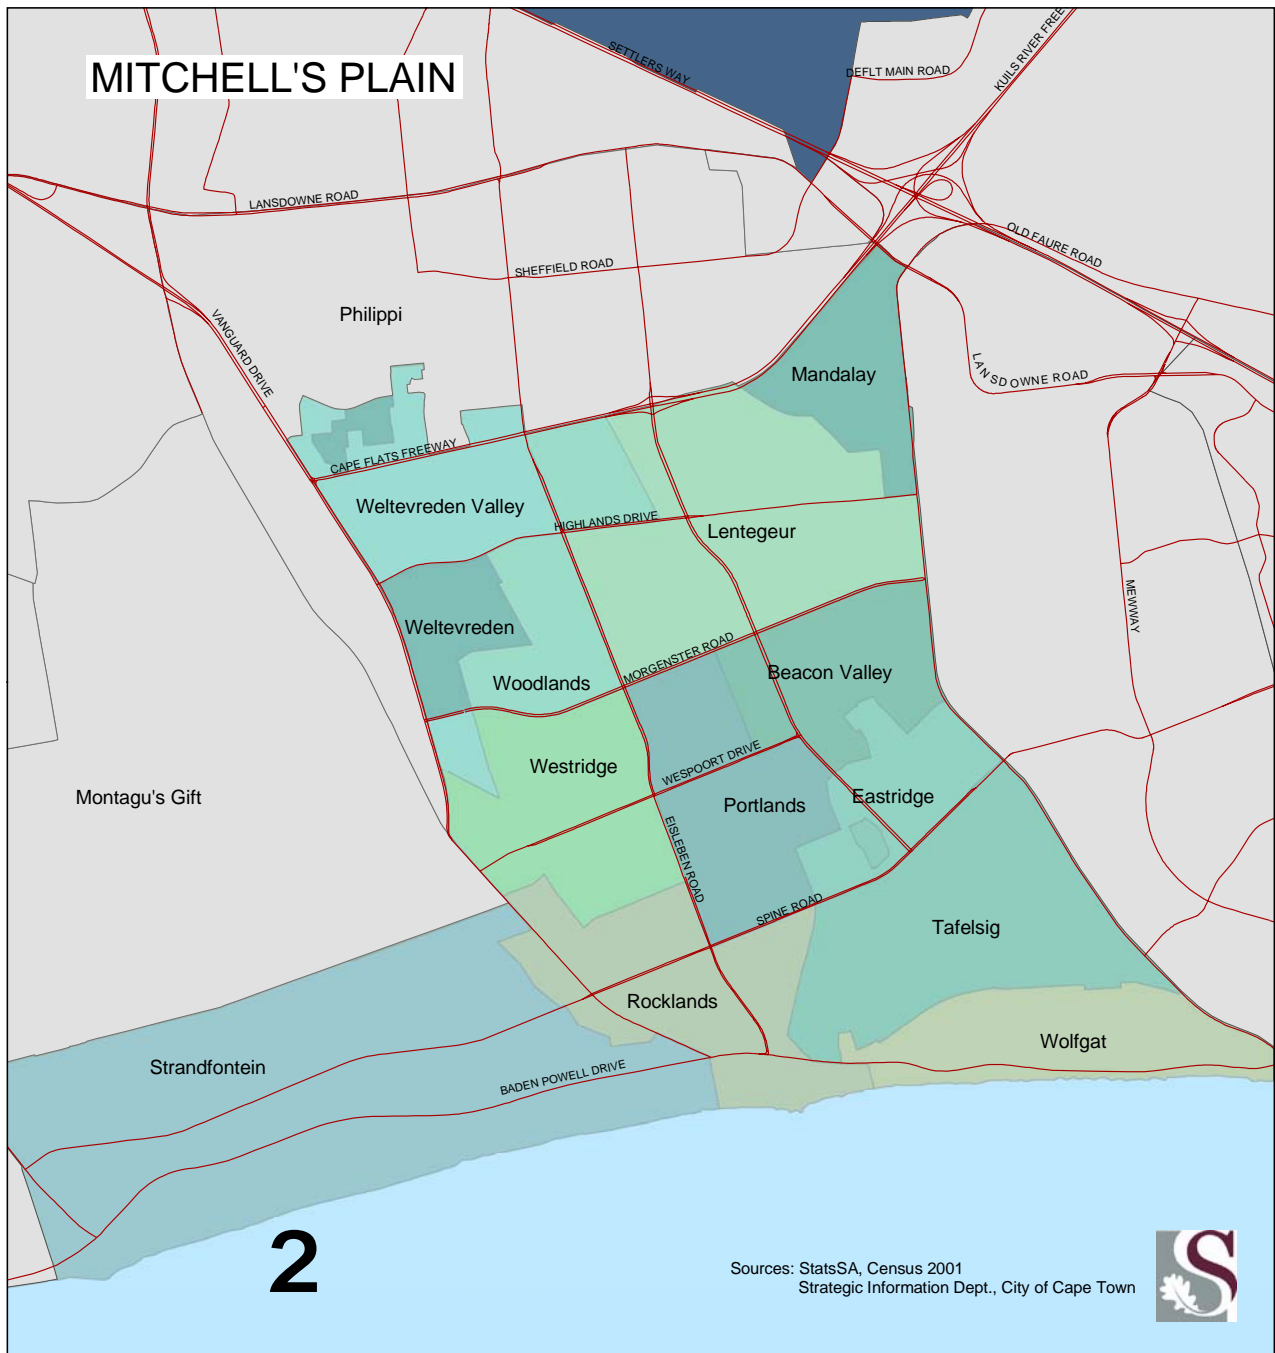 MITCHELL'S PLAIN
SETTLERS WAY
DEFLT MAIN ROAD
KUILS RIVER FREE
LANSDOWNE ROAD
SHEFFIELD ROAD
OLD FAURE ROAD
Philippi
VANGUARD DRIVE
LANSDOWNE ROAD
Mandalay
CAPE FLATS FREEWAY
Weltevreden Valley
HIGHLANDS DRIVE
Lentegeur
MEWWAY
Weltevreden
MORGENSTER ROAD
Woodlands
Beacon Valley
WESPOORT DRIVE
Westridge
Montagu's Gift
Portlands
Eastridge
EISLEBEN ROAD
SPINE ROAD
Tafelsig
Rocklands
Wolfgat
Strandfontein
BADEN POWELL DRIVE
2
Sources: StatsSA, Census 2001
Strategic Information Dept., City of Cape Town
S